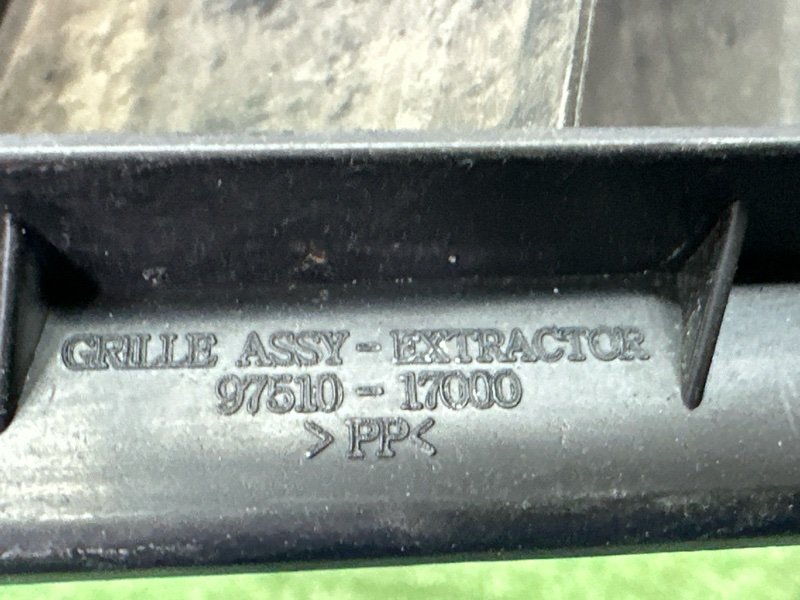 GRILLE ASSY - EXTRACTOR
97510 - 17000
>PP<